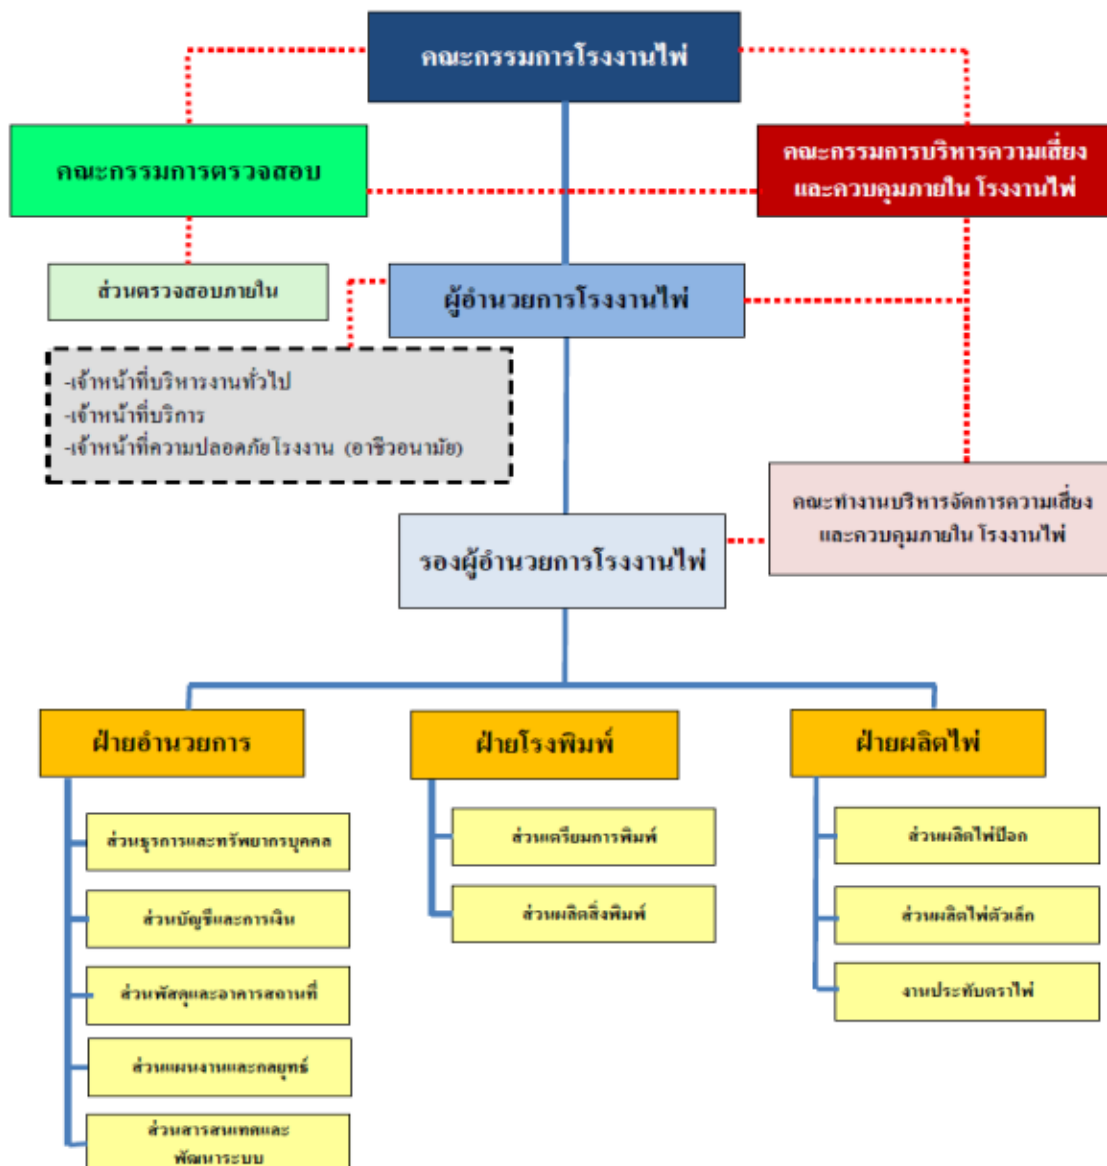 คณะกรรมการโรงงานไพ่
คณะกรรมการตรวจสอบ
คณะกรรมการบริหารความเสี่ยง
และควบคุมภายใน โรงงานไพ่
ส่วนตรวจสอบภายใน
ผู้อำนวยการโรงงานไพ่
-เจ้าหน้าที่บริหารงานทั่วไป
-เจ้าหน้าที่บริการ
-เจ้าหน้าที่ความปลอดภัยโรงงาน (อาชีวอนามัย)
คณะทำงานบริหารจัดการความเสี่ยง
และควบคุมภายใน โรงงานไพ่
รองผู้อำนวยการโรงงานไพ่
ฝ่ายอำนวยการ
ส่วนธุรการและทรัพยากรบุคคล
ส่วนบัญชีและการเงิน
ส่วนพัสดุและอาคารสถานที่
ส่วนแผนงานและกลยุทธ์
ส่วนสารสนเทศและ
พัฒนาระบบ
ฝ่ายโรงพิมพ์
ส่วนเตรียมการพิมพ์
ส่วนผลิตสิ่งพิมพ์
ฝ่ายผลิตไพ่
ส่วนผลิตไพ่ป๊อก
ส่วนผลิตไพ่ตัวเล็ก
งานประทับตราไพ่